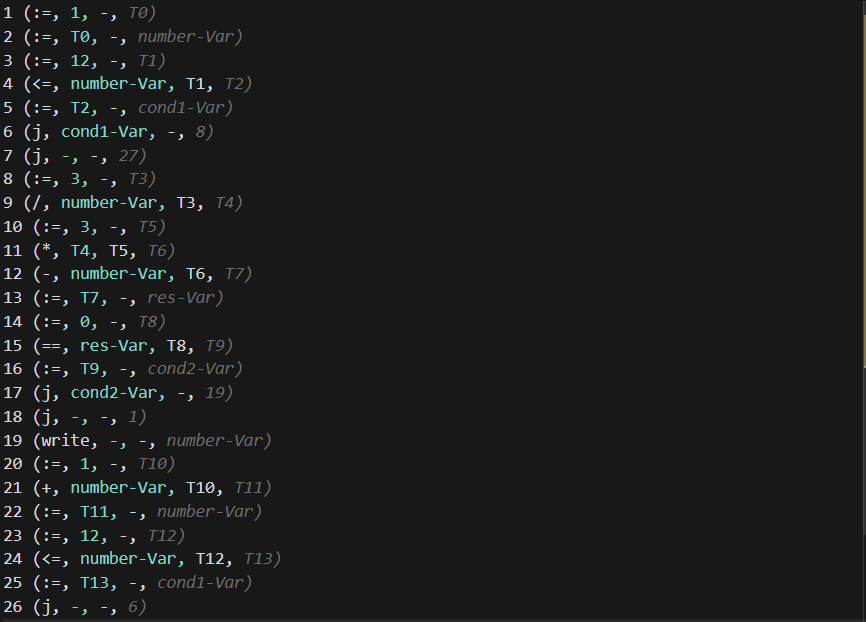 1 (:=, 1, -, T0)
2 (:=, T0, -, number-Var)
3 (:=, 12, -, T1)
4 (<=, number-Var, T1, T2)
5 (:=, T2, -, cond1-Var)
6 (j, cond1-Var, -, 8)
7 (j, -, -, 27)
8 (:=, 3, -, T3)
9 (/, number-Var, T3, T4)
10 (:=, 3, -, T5)
11 (*, T4, T5, T6)
12 (-, number-Var, T6, T7)
13 (:=, T7, -, res-Var)
14 (:=, 0, -, T8)
15 (==, res-Var, T8, T9)
16 (:=, T9, -, cond2-Var)
17 (j, cond2-Var, -, 19)
18 (j, -, -, 1)
19 (write, -, -, number-Var)
20 (:=, 1, -, T10)
21 (+, number-Var, T10, T11)
22 (:=, T11, -, number-Var)
23 (:=, 12, -, T12)
24 (<=, number-Var, T12, T13)
25 (:=, T13, -, cond1-Var)
26 (j, -, -, 6)